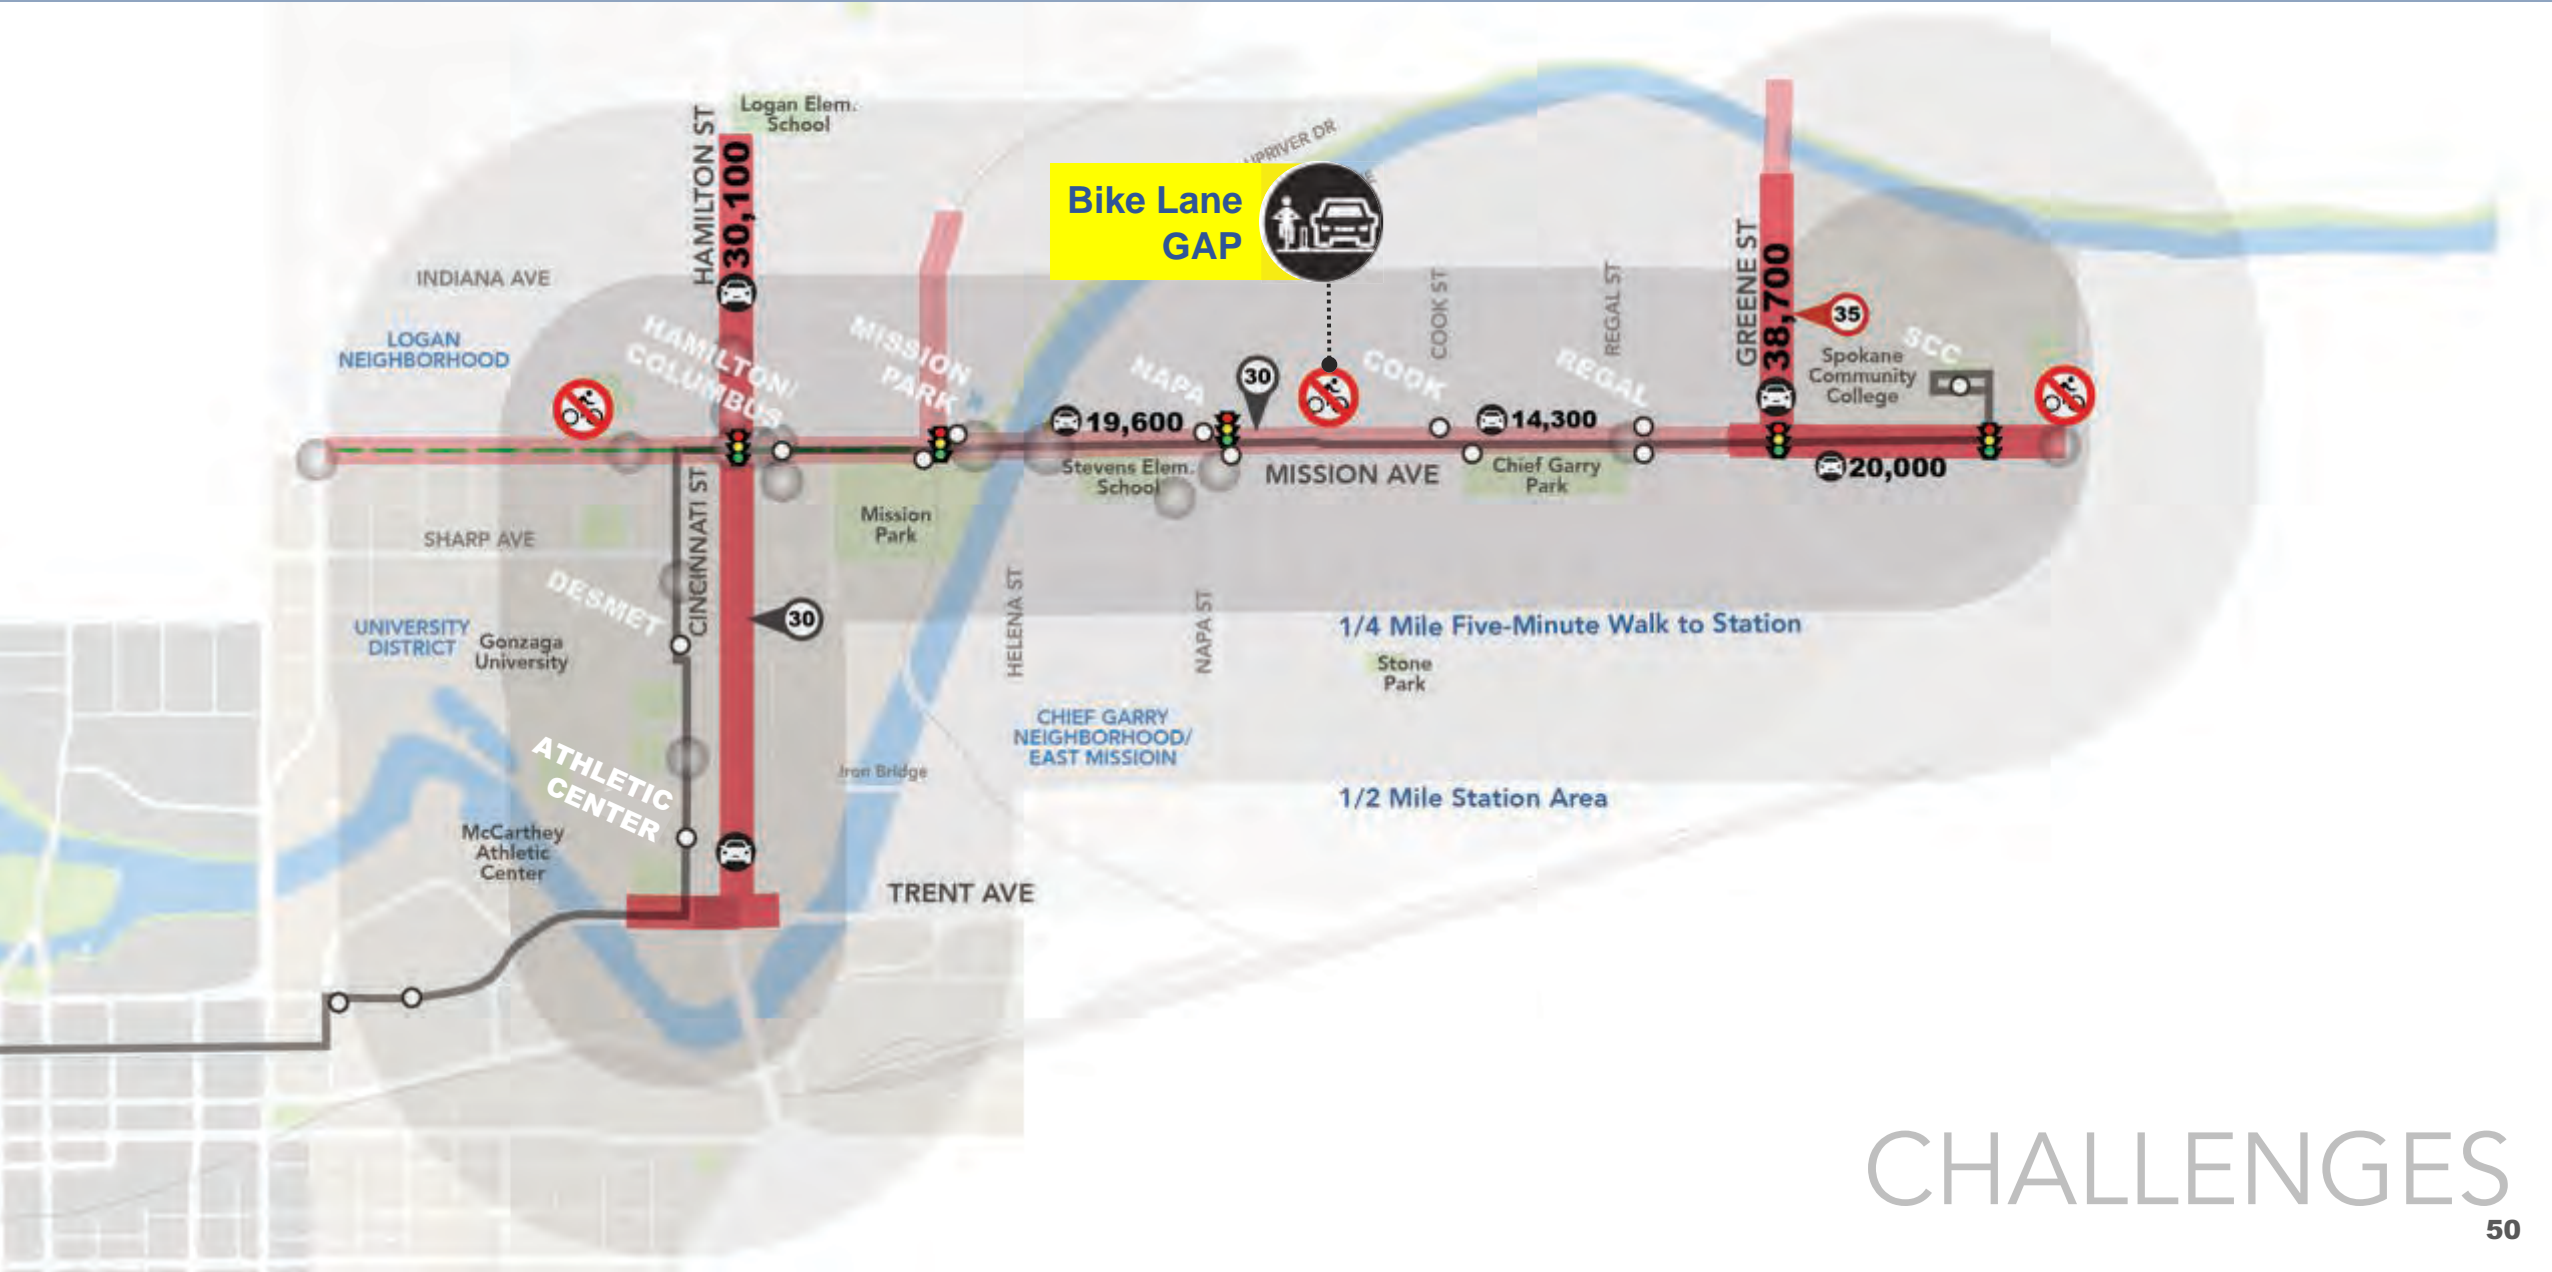 Logan Elem.
School
HAMILTON ST
30,100
UPRIVER DR
Bike Lane
GAP
INDIANA AVE
LOGAN
NEIGHBORHOOD
HAMILTON/
COLUMBUS
MISSION
PARK
NAPA
30
COOK
COOK ST
REGAL
REGAL ST
GREENE ST
38,700
35
SCC
Spokane
Community
College
19,600
14,300
20,000
Stevens Elem.
School
MISSION AVE
Chief Garry
Park
CINCINNATI ST
Mission
Park
SHARP AVE
DESMET
30
HELENA ST
NAPA ST
1/4 Mile Five-Minute Walk to Station
UNIVERSITY
DISTRICT
Gonzaga
University
Stone
Park
CHIEF GARRY
NEIGHBORHOOD/
EAST MISSIOIN
ATHLETIC
CENTER
Iron Bridge
1/2 Mile Station Area
McCarthey
Athletic
Center
TRENT AVE
CHALLENGES
50